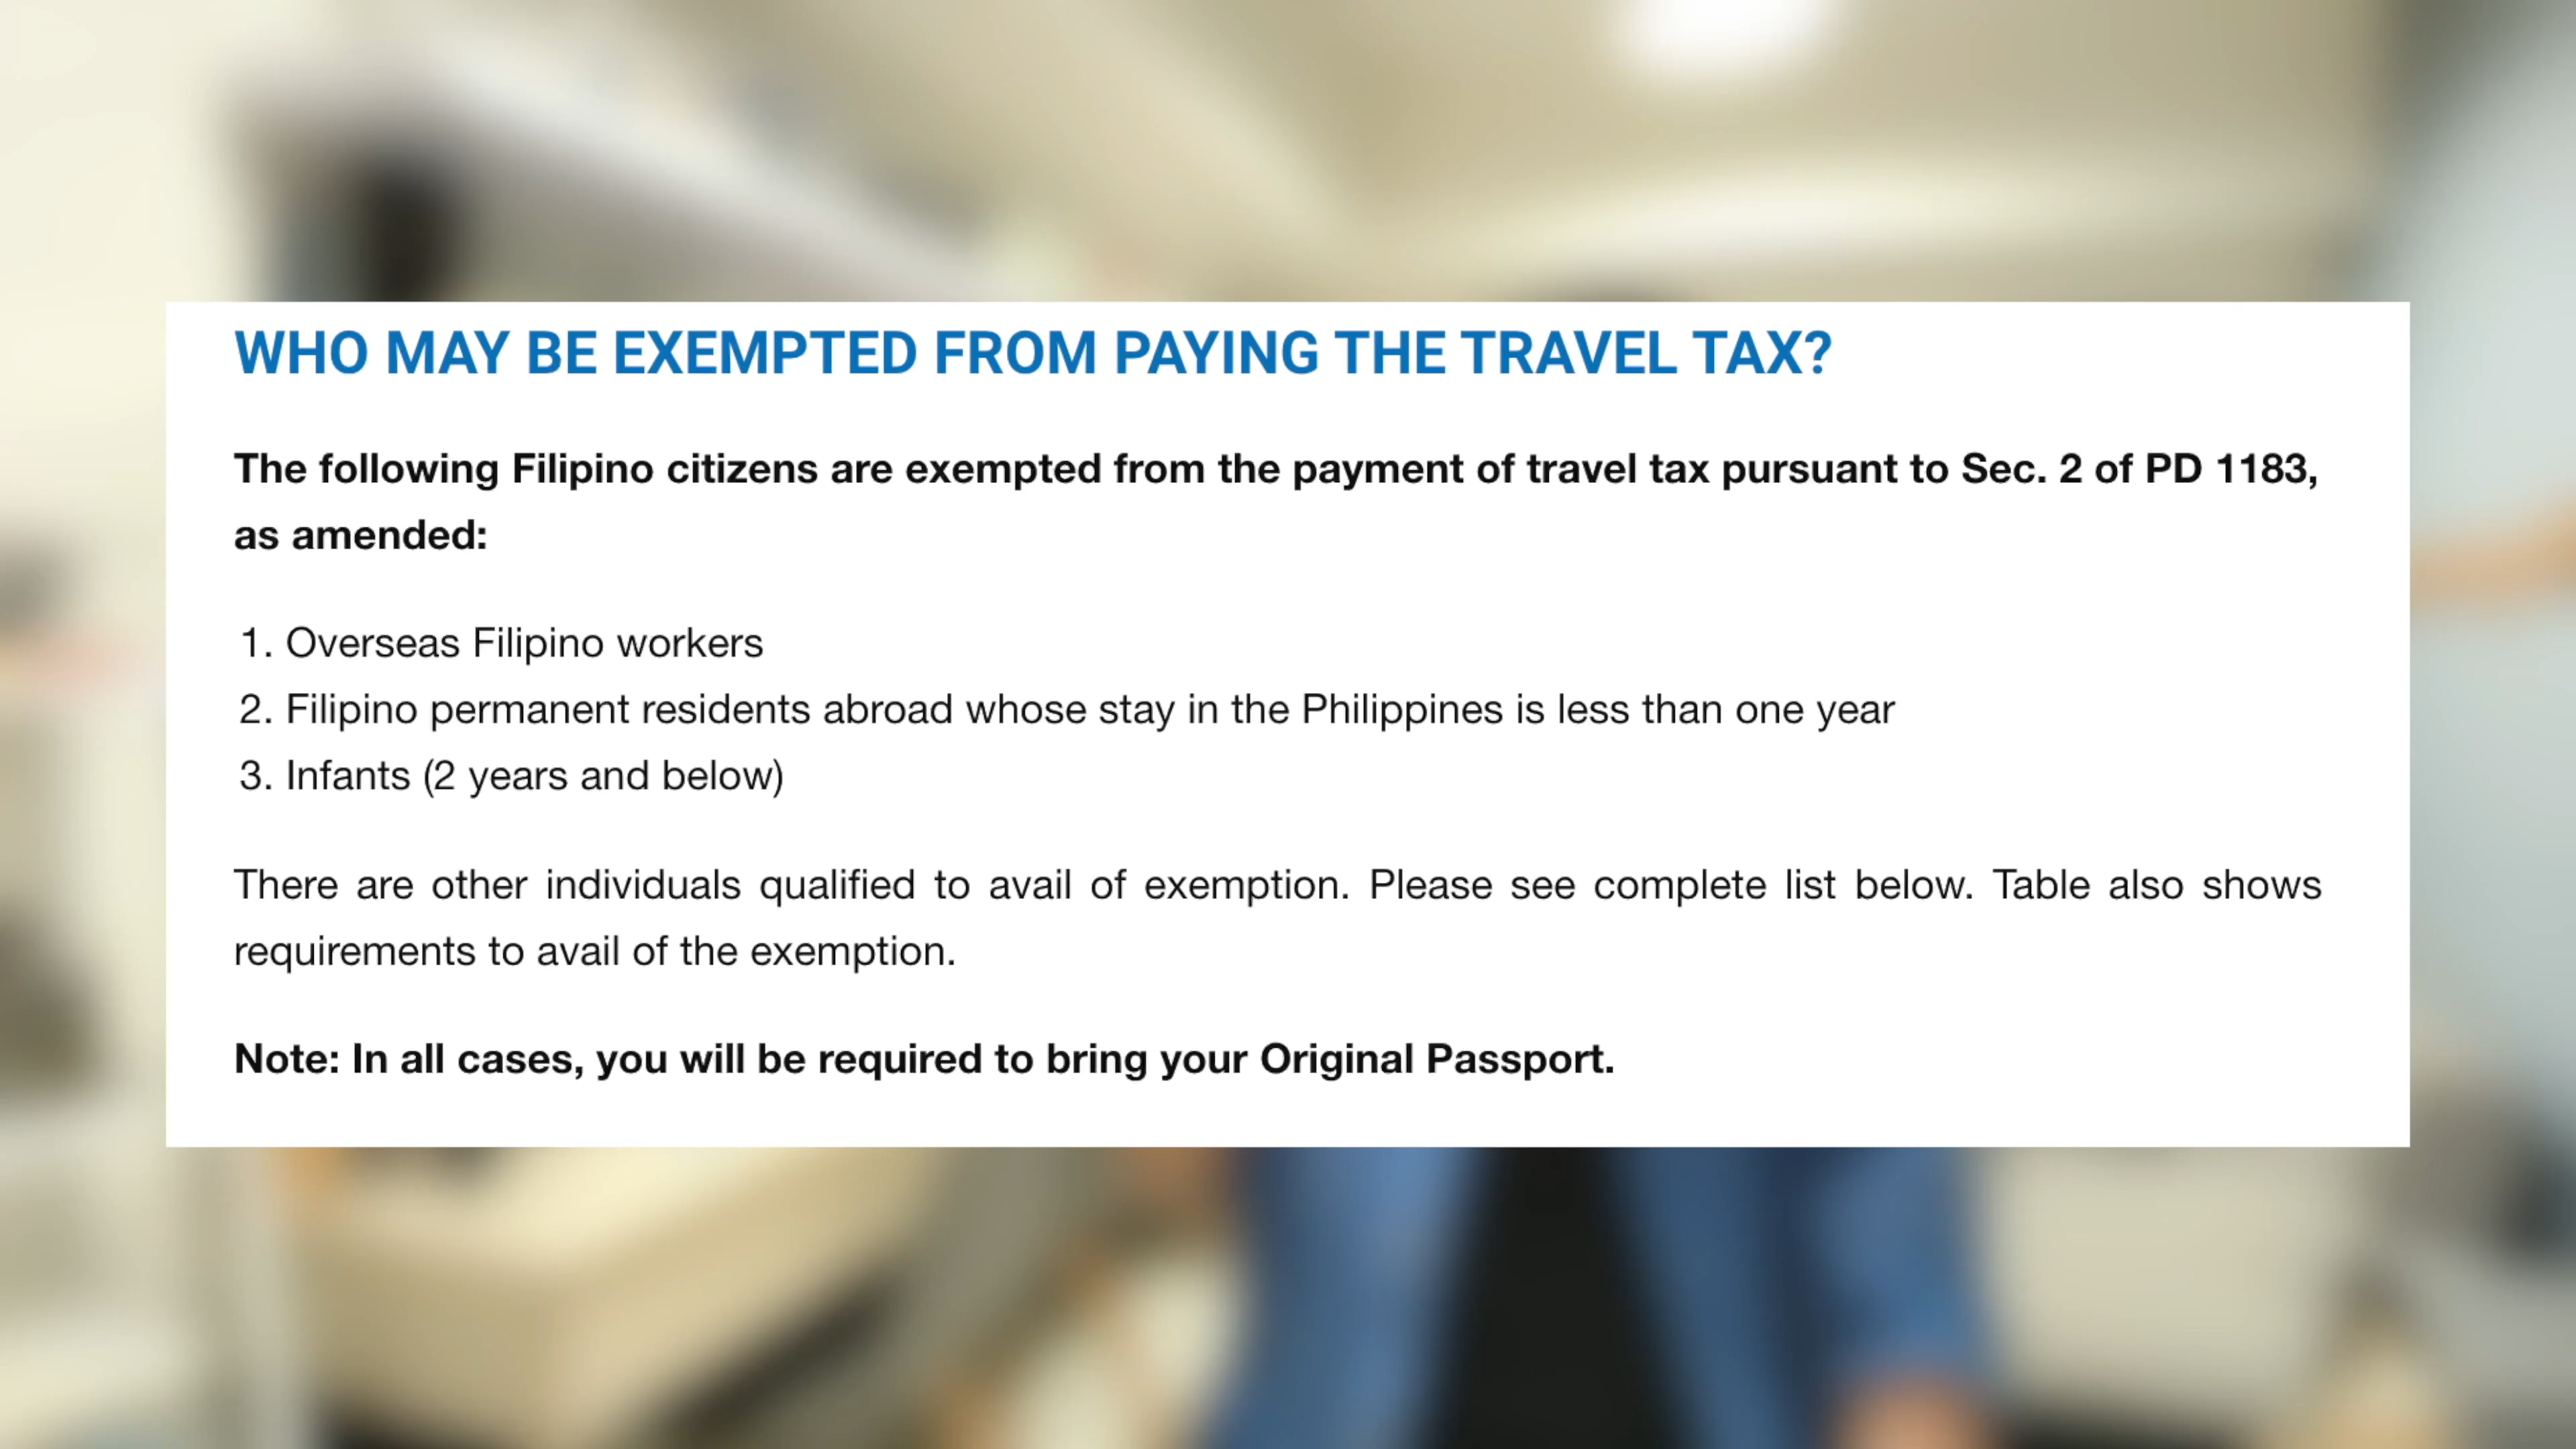 WHO MAY BE EXEMPTED FROM PAYING THE TRAVEL TAX?
The following Filipino citizens are exempted from the payment of travel tax pursuant to Sec. 2 of PD 1183,
as amended:
1. Overseas Filipino workers
2. Filipino permanent residents abroad whose stay in the Philippines is less than one year
3. Infants (2 years and below)
There are other individuals qualified to avail of exemption. Please see complete list below. Table also shows
requirements to avail of the exemption.
Note: In all cases, you will be required to bring your Original Passport.